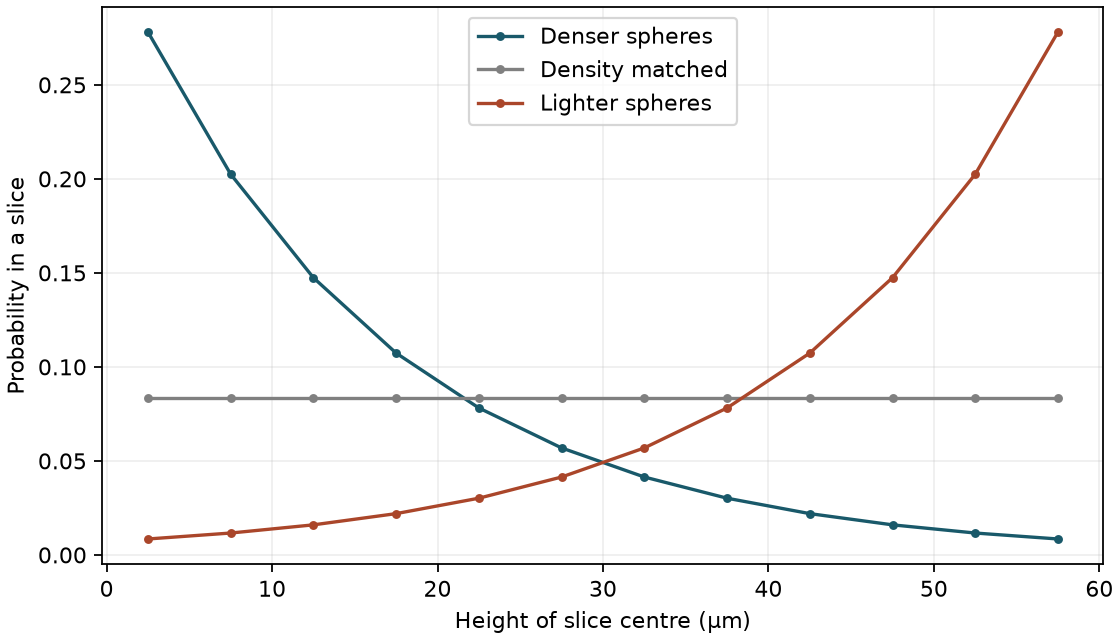 Denser spheres
Density matched
Lighter spheres
0.25
0.20
0.15
0.10
0.05
0.00
Probability in a slice
0 10 20 30 40 50 60
Height of slice centre (µm)